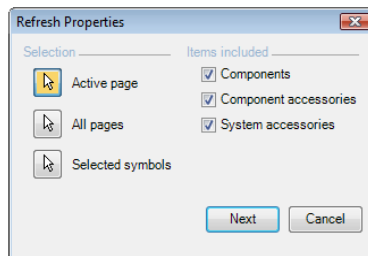 Refresh Properties
Selection
Active page
All pages
Selected symbols
Items included
Components
Component accessories
System accessories
Next
Cancel